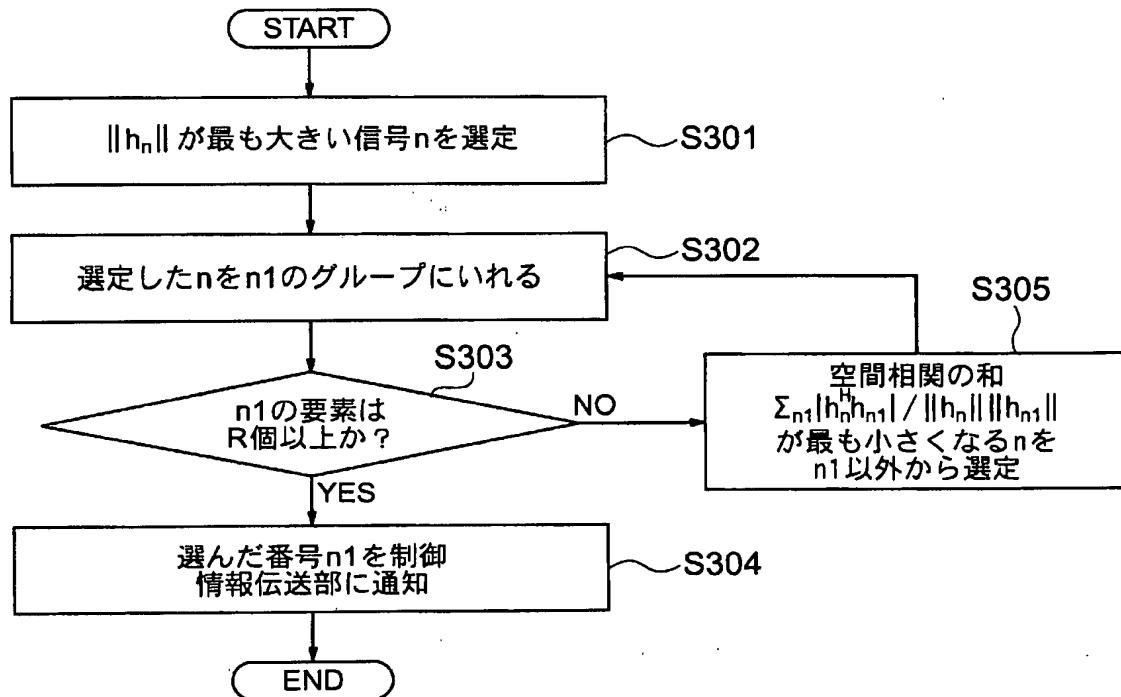 START
||hn|| が最も大きい信号nを選定
S301
選定したnをn1のグループにいれる
S302
n1の要素は
R個以上か?
S303
NO
空間相関の和
Σn1|hn^H hn1| / ||hn|| ||hn1||
が最も小さくなるnを
n1以外から選定
S305
YES
選んだ番号n1を制御
情報伝送部に通知
S304
END